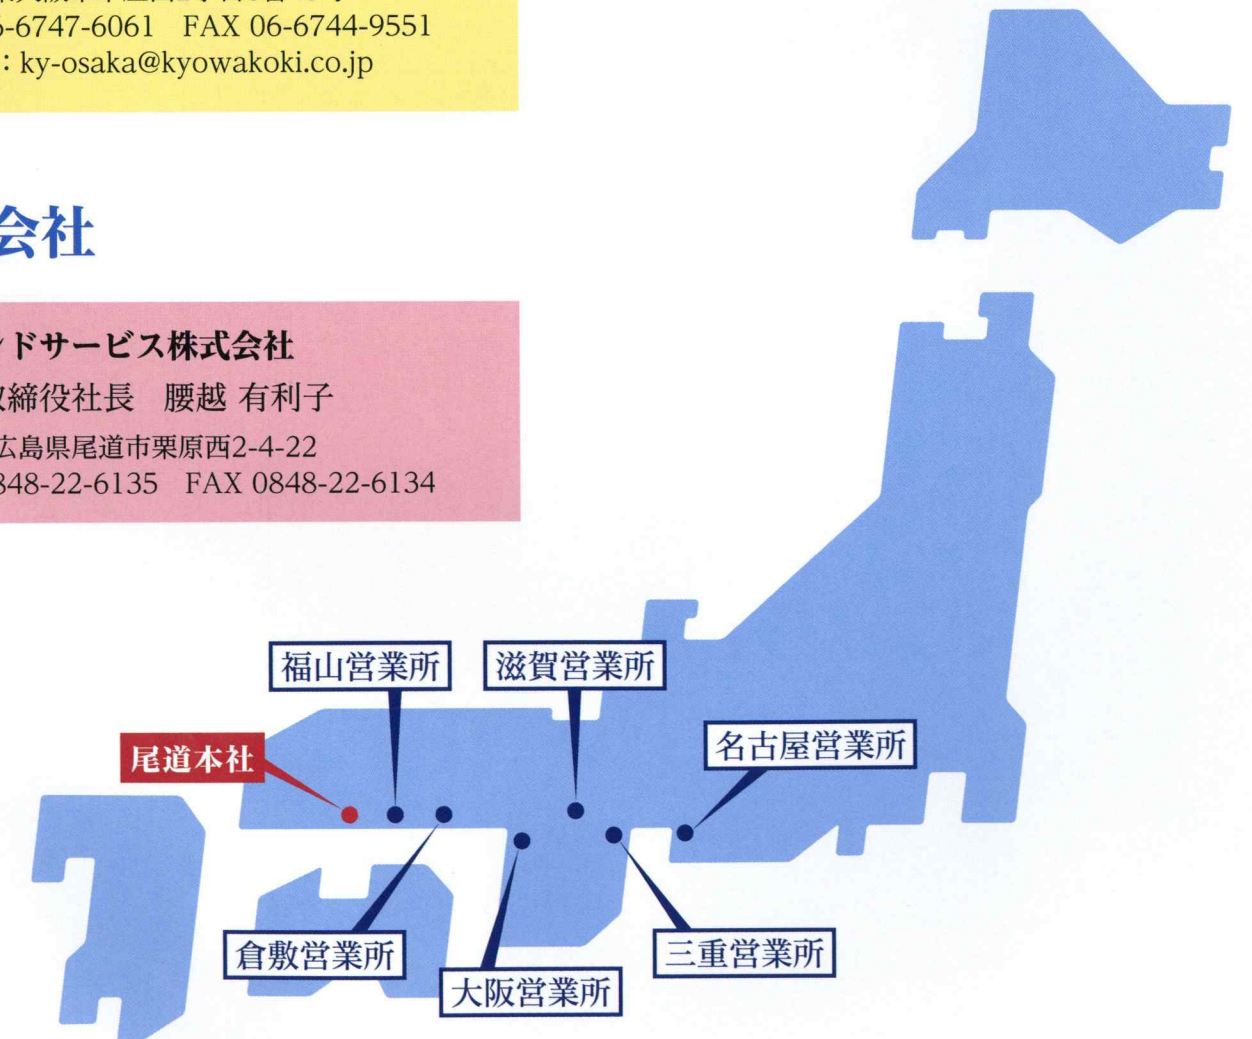 6-6747-6061 FAX 06-6744-9551
：ky-osaka@kyowakoki.co.jp
会社
ドサービス株式会社
締役社長 腰越 有利子
広島県尾道市栗原西2-4-22
848-22-6135 FAX 0848-22-6134
福山営業所
滋賀営業所
尾道本社
名古屋営業所
倉敷営業所
大阪営業所
三重営業所